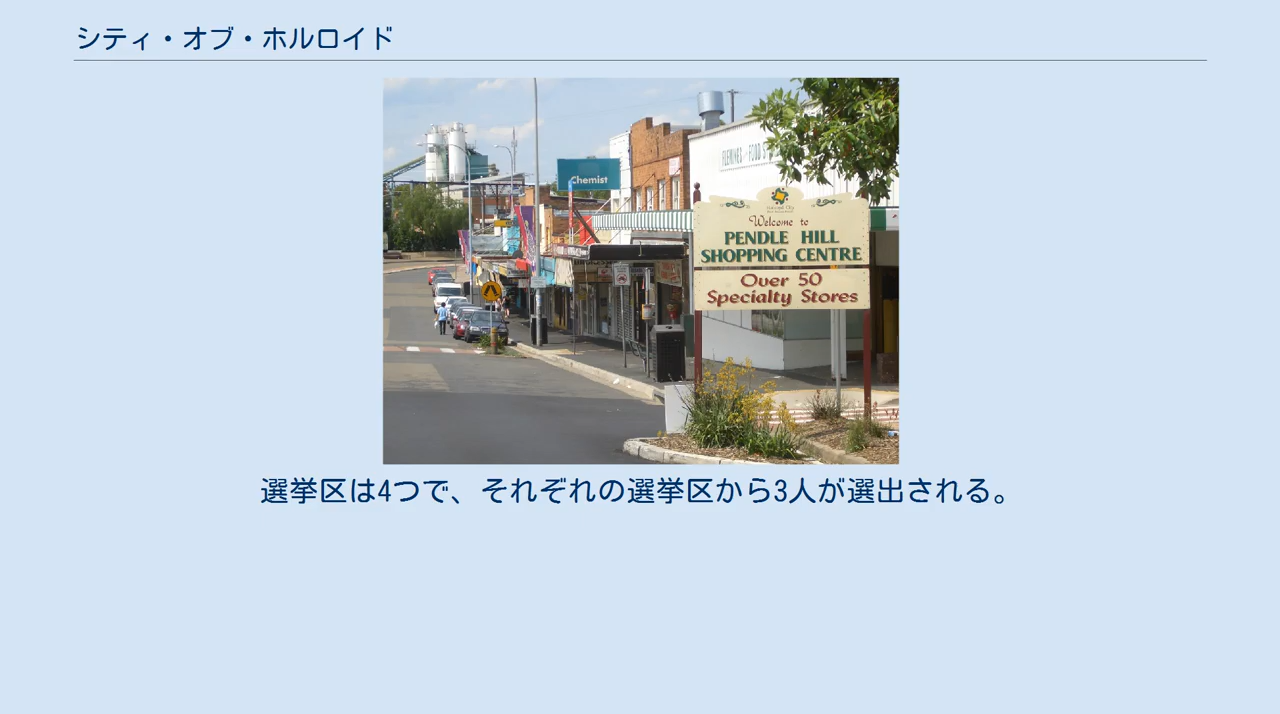 シティ・オブ・ホルロイド
Chemist
Welcome to
PENDLE HILL
SHOPPING CENTRE
Over 50
Specialty Stores
選挙区は4つで、それぞれの選挙区から3人が選出される。